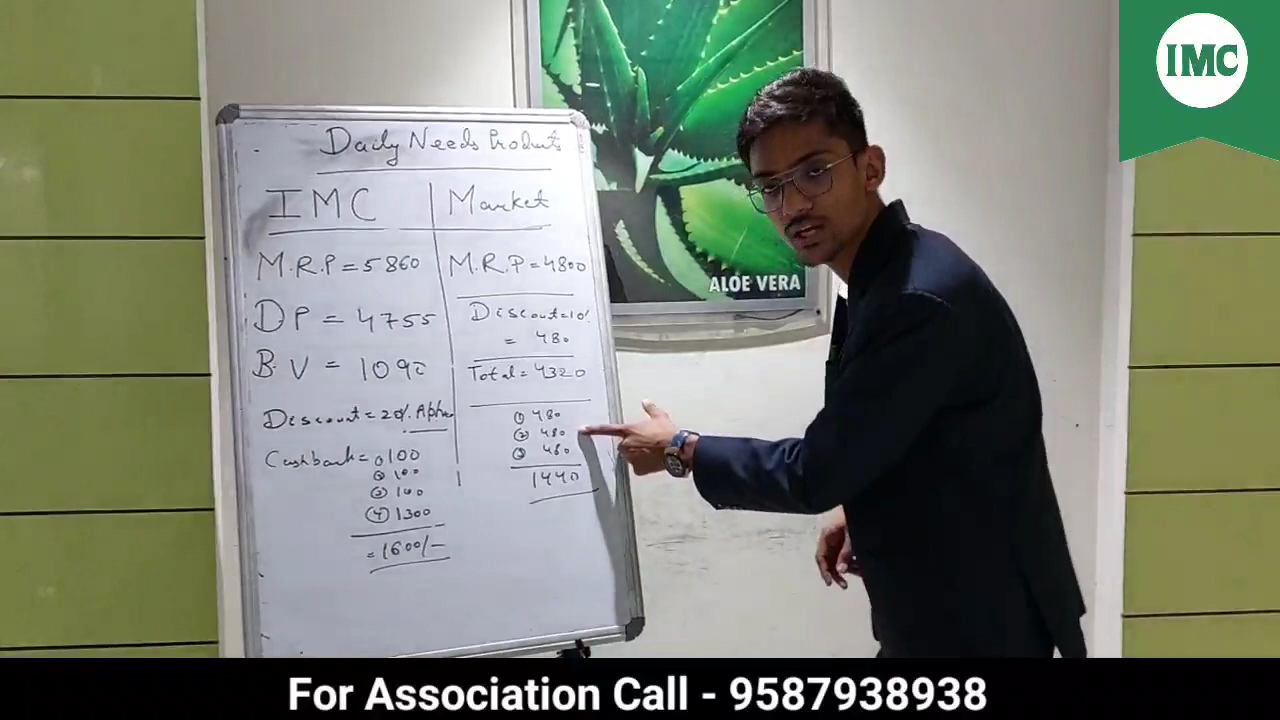 IMC
ALOE VERA
Daily Needs Products
IMC
M.R.P = 5860
DP = 4755
B.V = 1090
Discount = 20%.
Cashback = ① 100
② 100
③ 100
④ 1300
= 1600/-
Market
M.R.P = 4800
Discount = 10%
= 480
Total = 4320
① 480
② 480
③ 480
1440
For Association Call - 9587938938